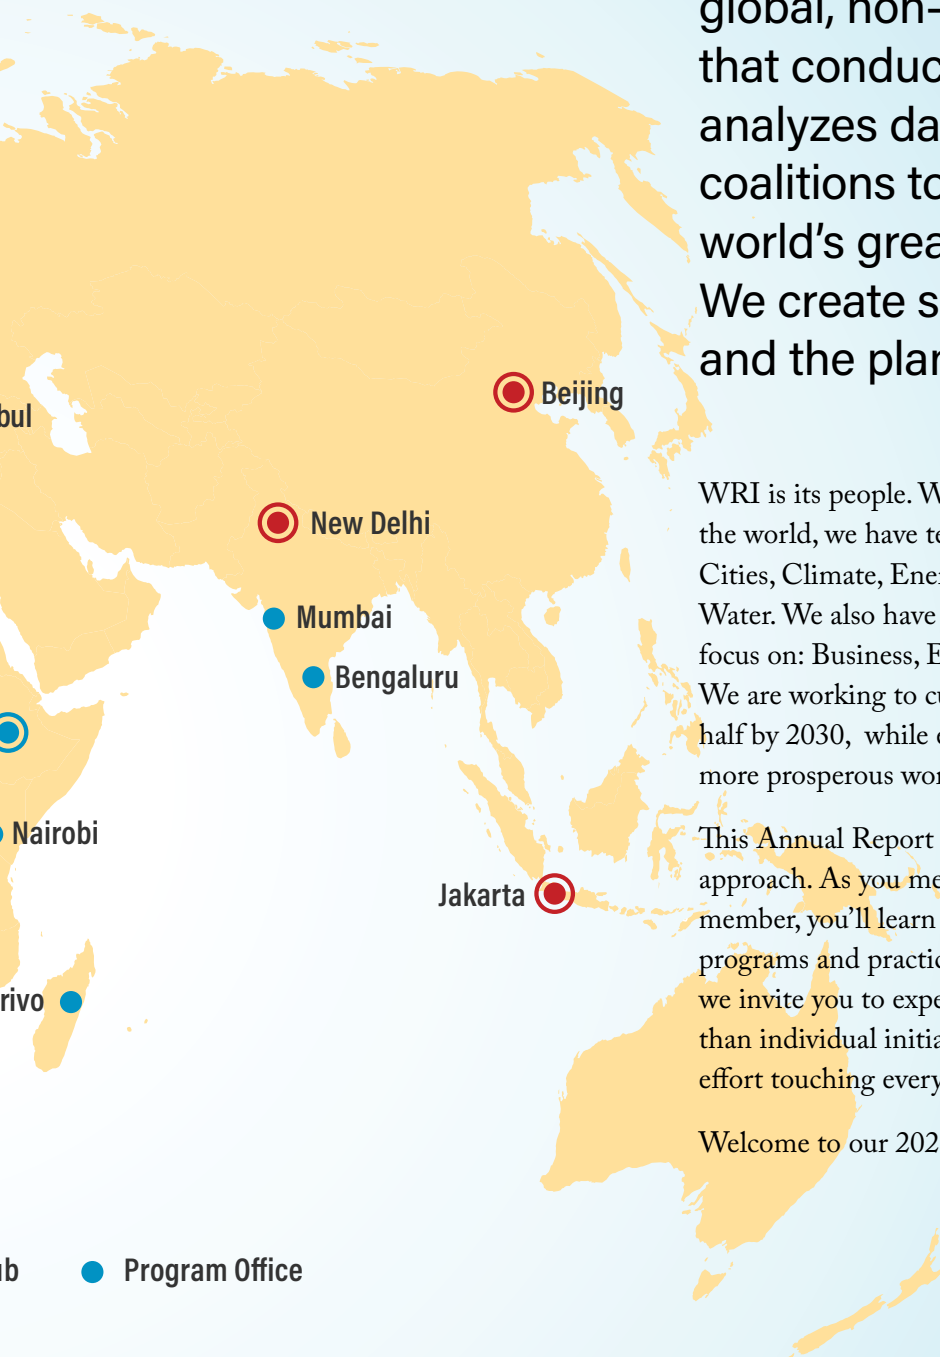 global, non-
that conduc
analyzes da
coalitions to
world’s grea
We create s
and the plan
Beijing
bul
New Delhi
Mumbai
Bengaluru
Nairobi
Jakarta
rivo
WRI is its people. W
the world, we have te
Cities, Climate, Ener
Water. We also have
focus on: Business, E
We are working to cu
half by 2030, while
more prosperous wor
This Annual Report
approach. As you me
member, you’ll learn
programs and practic
we invite you to expe
than individual initia
effort touching every
Welcome to our 202
ub
Program Office